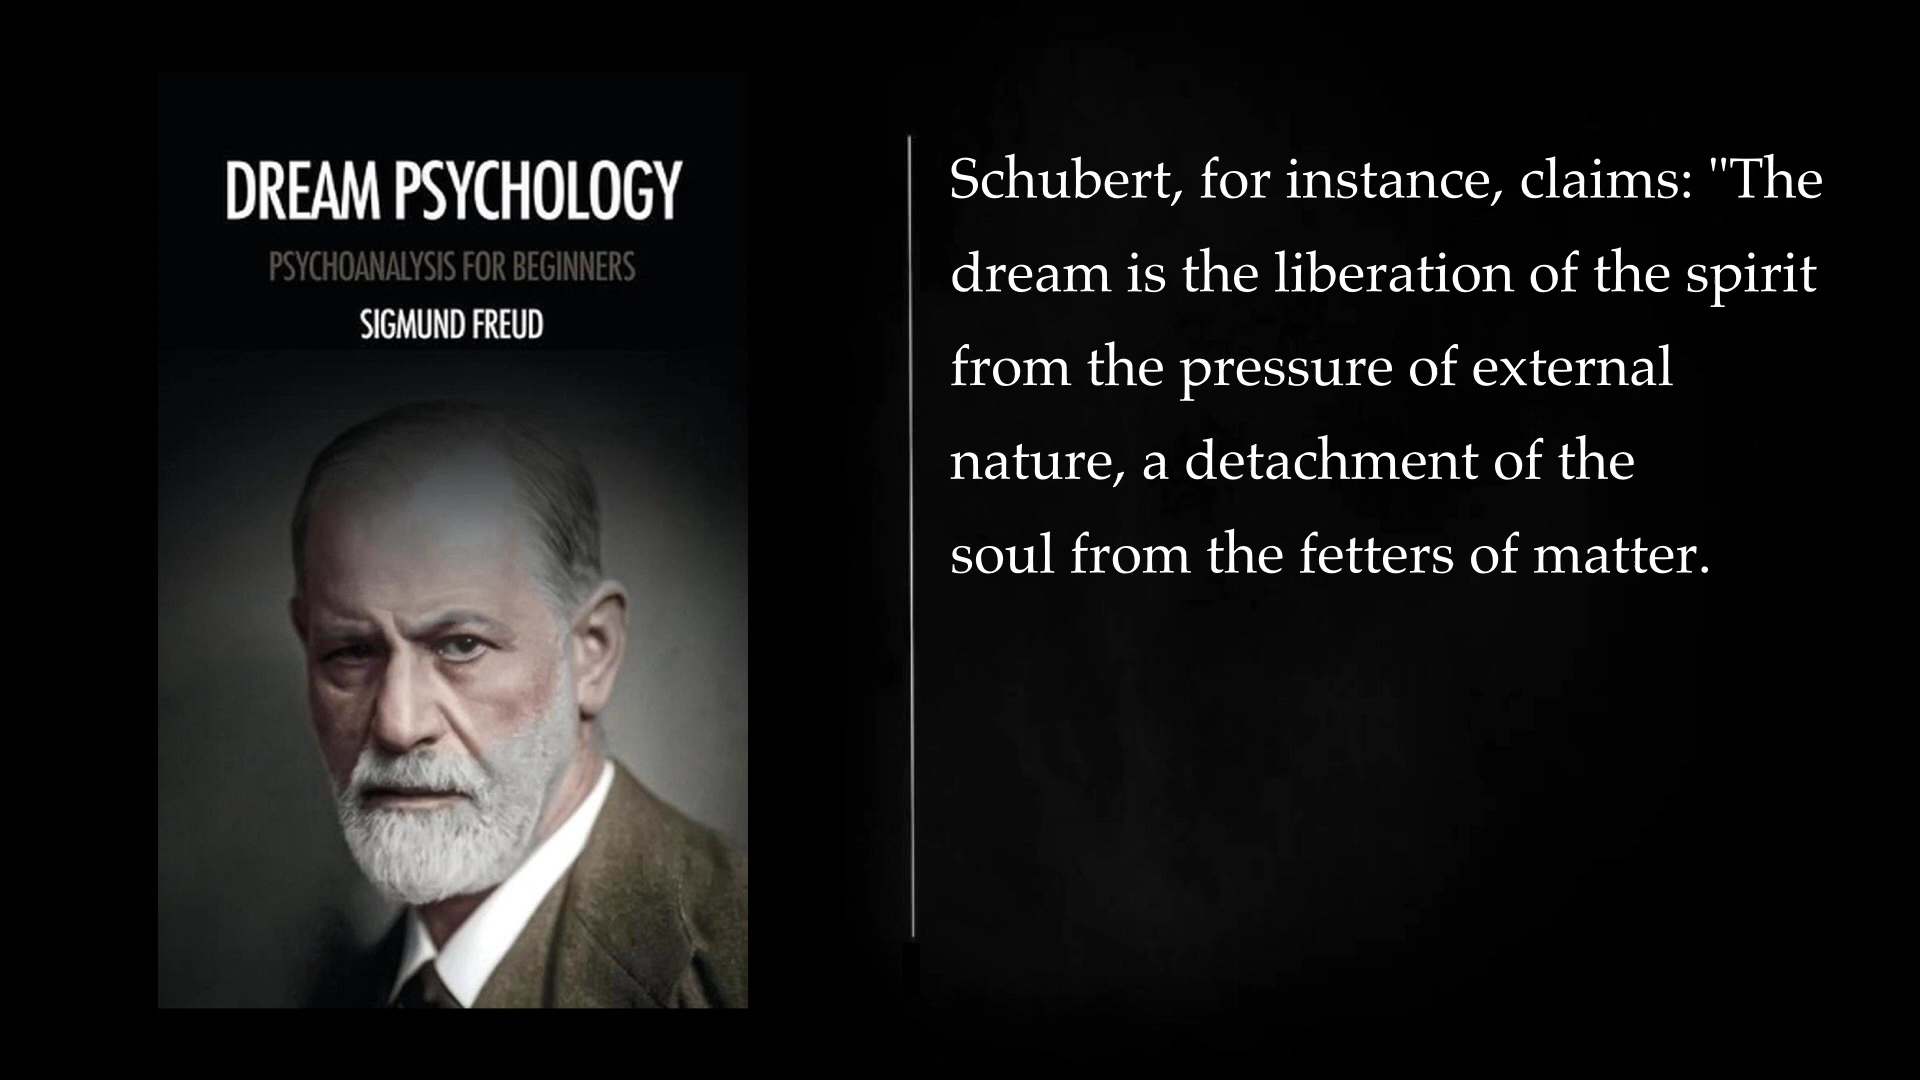 DREAM PSYCHOLOGY
PSYCHOANALYSIS FOR BEGINNERS
SIGMUND FREUD
Schubert, for instance, claims: "The
dream is the liberation of the spirit
from the pressure of external
nature, a detachment of the
soul from the fetters of matter.